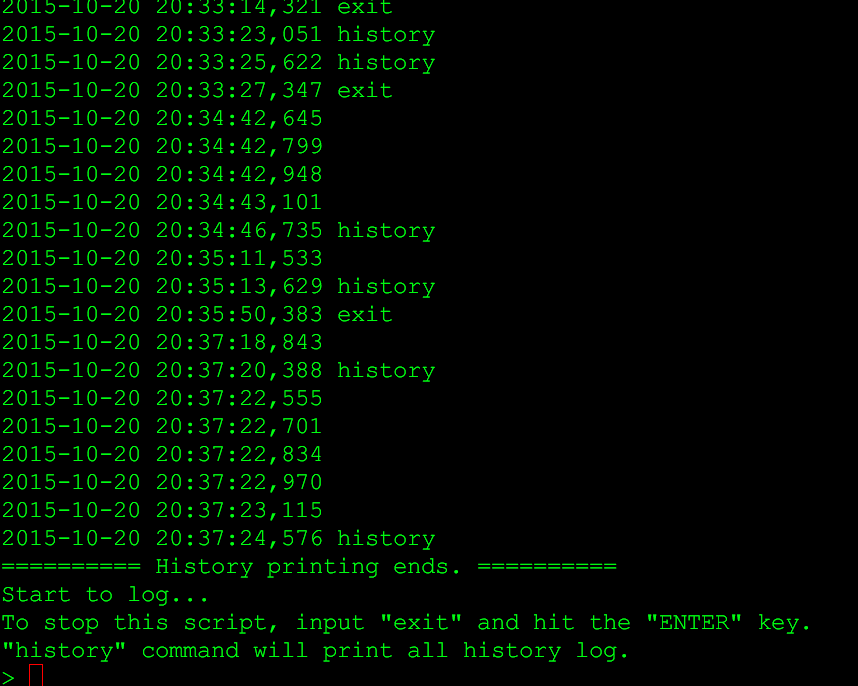 2015-10-20 20:33:14,321 exit
2015-10-20 20:33:23,051 history
2015-10-20 20:33:25,622 history
2015-10-20 20:33:27,347 exit
2015-10-20 20:34:42,645
2015-10-20 20:34:42,799
2015-10-20 20:34:42,948
2015-10-20 20:34:43,101
2015-10-20 20:34:46,735 history
2015-10-20 20:35:11,533
2015-10-20 20:35:13,629 history
2015-10-20 20:35:50,383 exit
2015-10-20 20:37:18,843
2015-10-20 20:37:20,388 history
2015-10-20 20:37:22,555
2015-10-20 20:37:22,701
2015-10-20 20:37:22,834
2015-10-20 20:37:22,970
2015-10-20 20:37:23,115
2015-10-20 20:37:24,576 history
========== History printing ends. ==========
Start to log...
To stop this script, input "exit" and hit the "ENTER" key.
"history" command will print all history log.
>